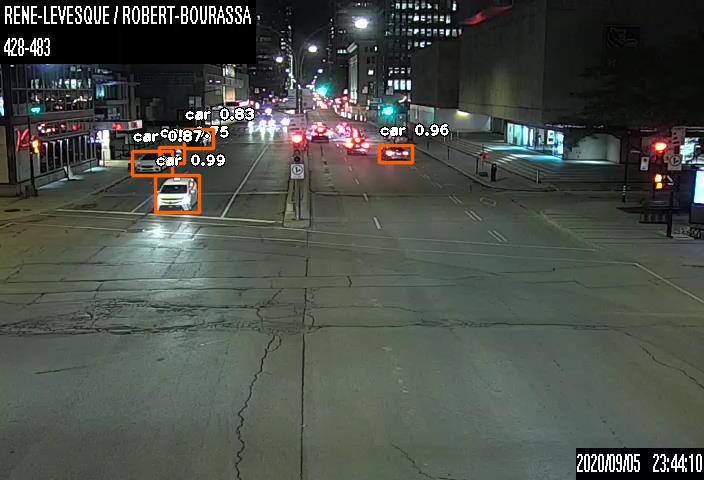 RENE-LEVESQUE / ROBERT-BOURASSA
428-483
car 0.83
car 0.87
car 0.99
car 0.96
2020/09/05 23:44:10